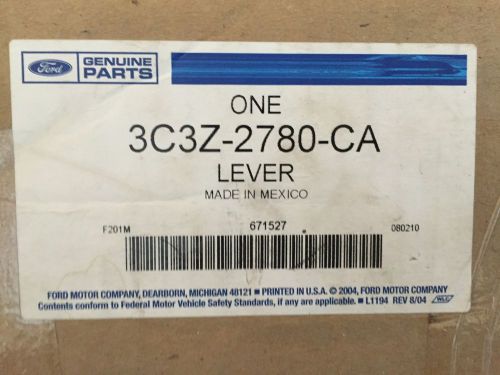 Ford
GENUINE
PARTS
ONE
3C3Z-2780-CA
LEVER
MADE IN MEXICO
F201M 671527 080210
FORD MOTOR COMPANY, DEARBORN, MICHIGAN 48121 ■ PRINTED IN U.S.A. © 2004, FORD MOTOR COMPANY
Contents conform to Federal Motor Vehicle Safety Standards, if any are applicable. ■ L1194 REV 8/04 WLC